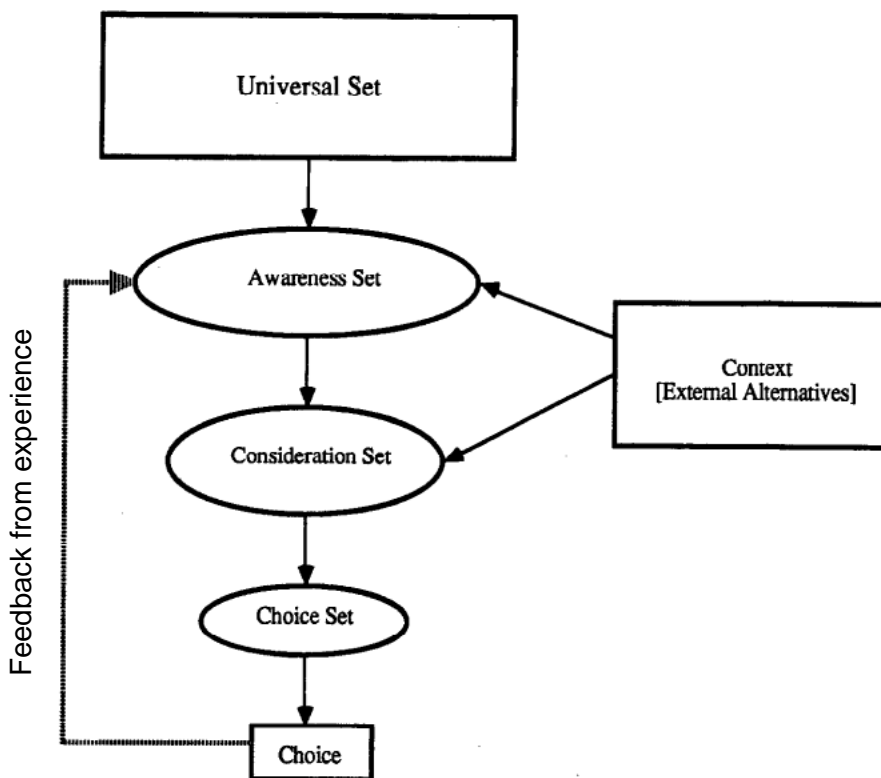 Universal Set
Awareness Set
Context
[External Alternatives]
Consideration Set
Choice Set
Choice
Feedback from experience